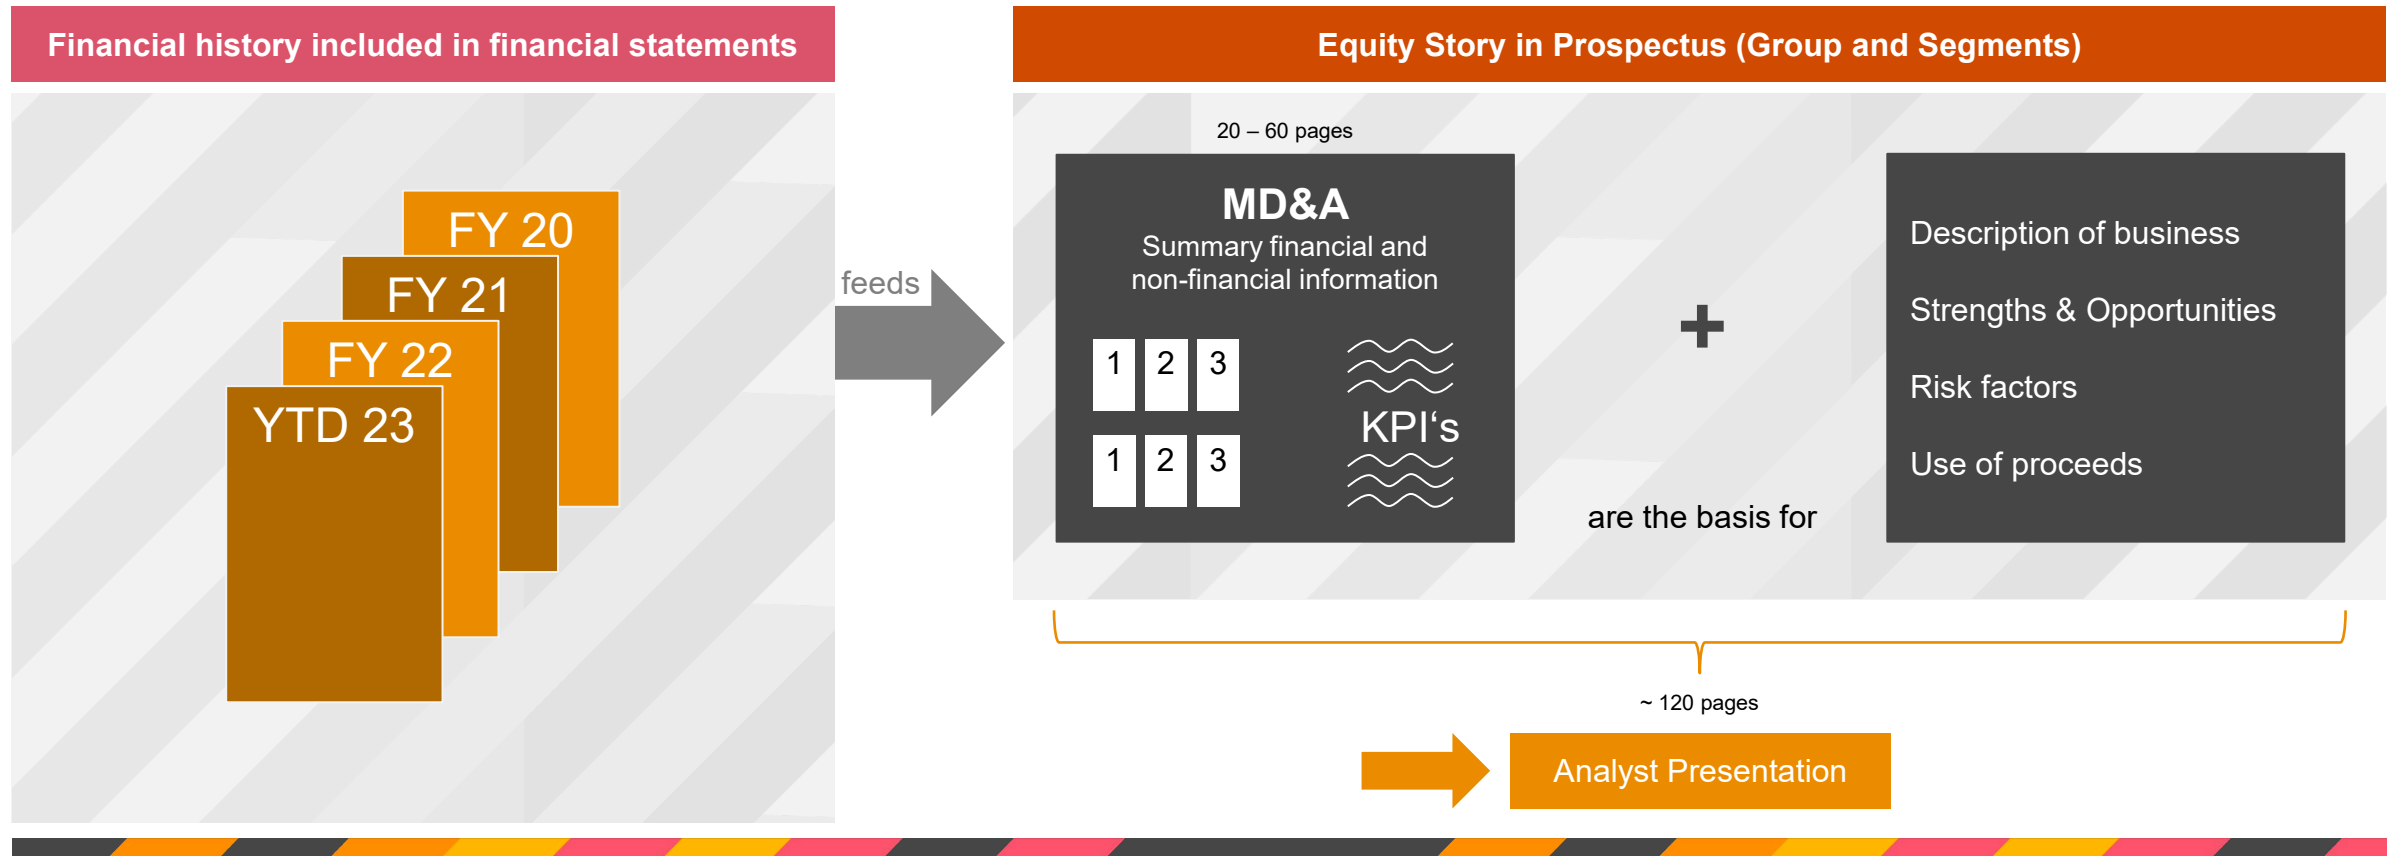 Financial history included in financial statements
FY 20
FY 21
FY 22
YTD 23
feeds
Equity Story in Prospectus (Group and Segments)
20 – 60 pages
MD&A
Summary financial and
non-financial information
1 2 3
KPI‘s
1 2 3
+
are the basis for
Description of business
Strengths & Opportunities
Risk factors
Use of proceeds
~ 120 pages
Analyst Presentation